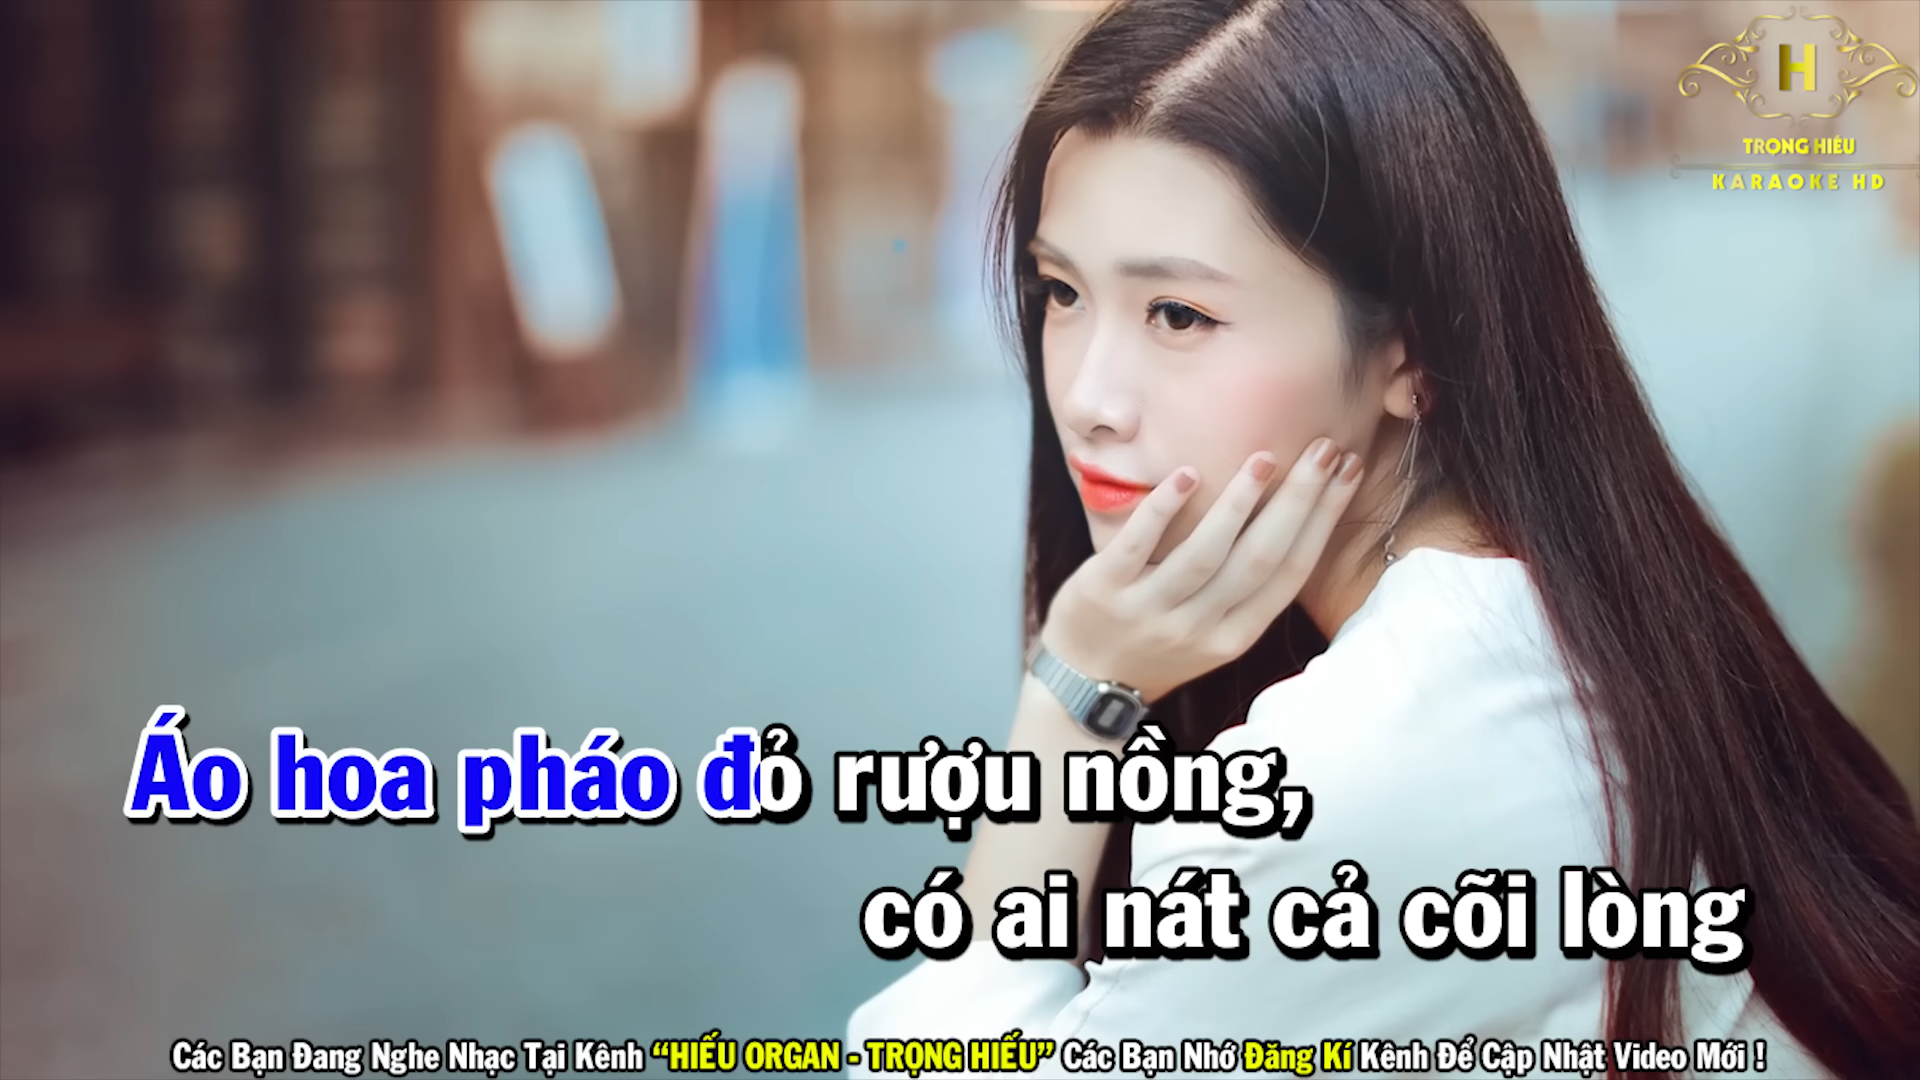 H
TRỌNG HIẾU
KARAOKE HD
Áo hoa pháo đỏ rượu nồng,
có ai nát cả cõi lòng
Các Bạn Đang Nghe Nhạc Tại Kênh “HIẾU ORGAN - TRỌNG HIẾU” Các Bạn Nhớ Đăng Kí Kênh Để Cập Nhật Video Mới !